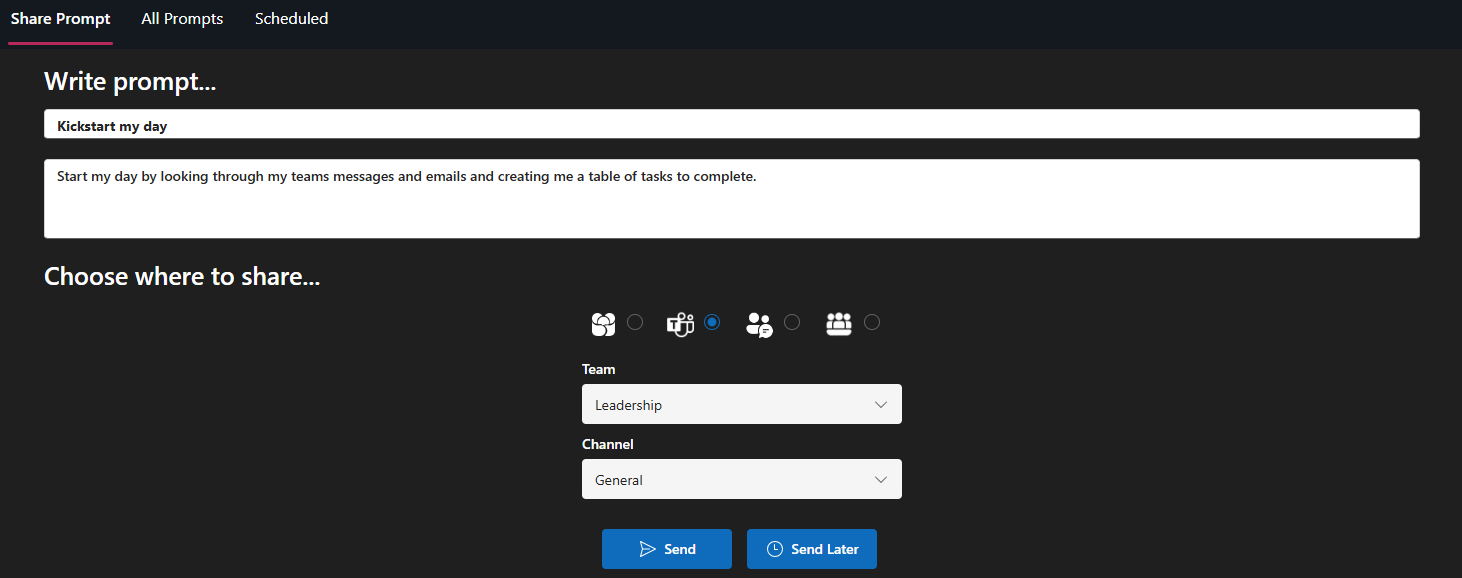 Share Prompt All Prompts Scheduled
Write prompt...
Kickstart my day
Start my day by looking through my teams messages and emails and creating me a table of tasks to complete.
Choose where to share...
T
Team
Leadership
Channel
General
Send Send Later